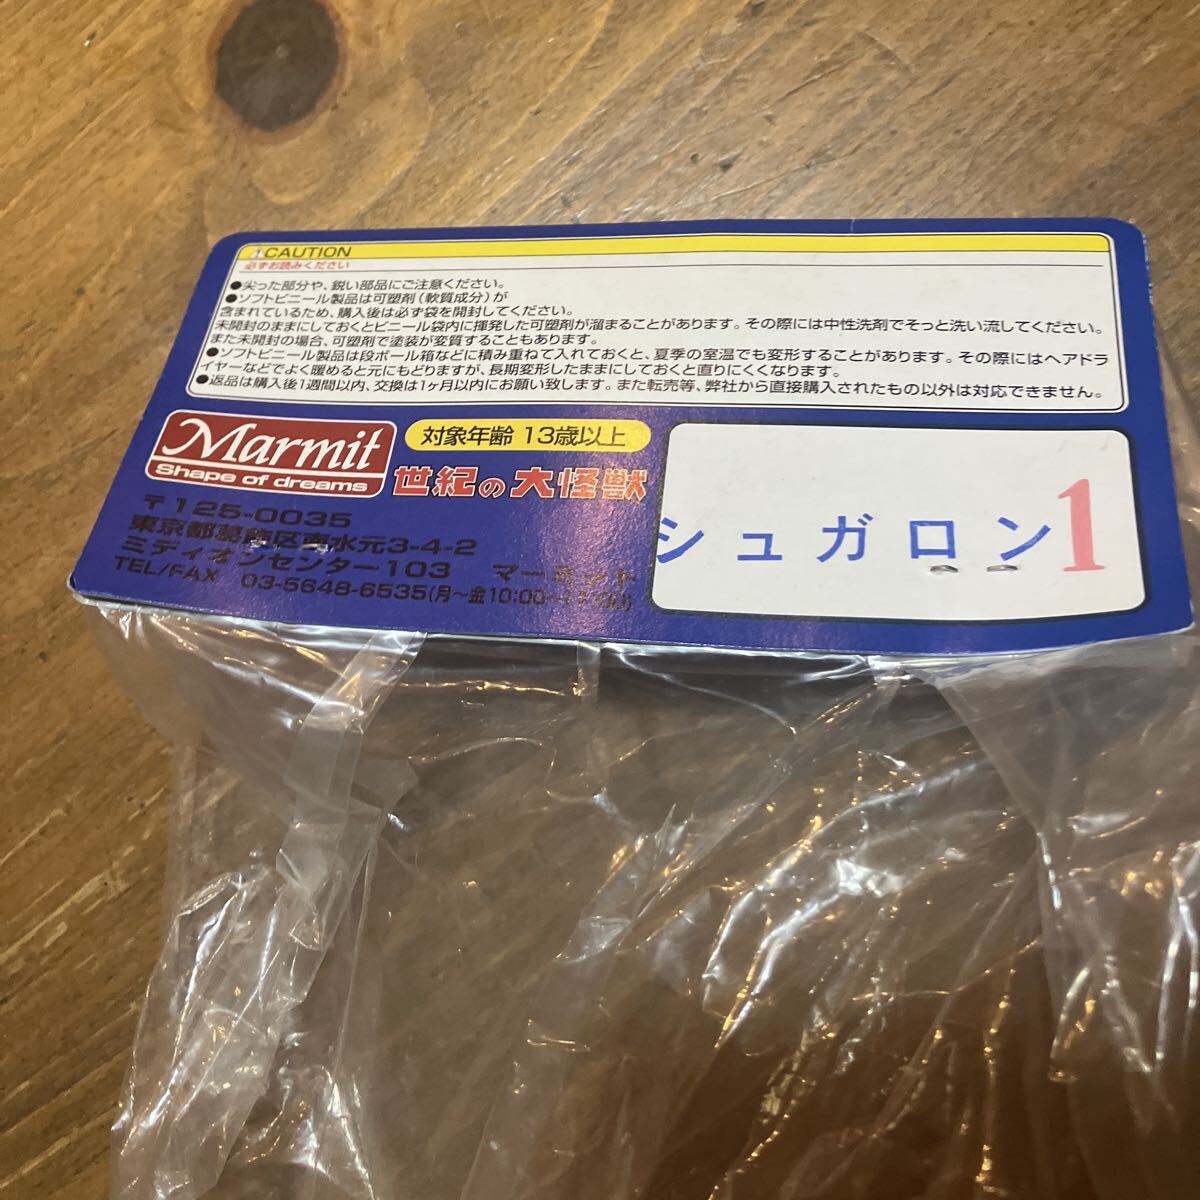 ⚠CAUTION
必ずお読みください
●尖った部分や、鋭い部品にご注意ください。
●ソフトビニール製品は可塑剤(軟質成分)が
含まれているため、購入後は必ず袋を開封してください。
未開封のままにしておくとビニール袋内に揮発した可塑剤が溜まることがあります。その際には中性洗剤でそっと洗い流してください。
また未開封の場合、可塑剤で塗装が変質することもあります。
●ソフトビニール製品は段ボール箱などに積み重ねて入れておくと、夏季の室温でも変形することがあります。その際にはヘアドラ
イヤーなどでよく暖めると元にもどりますが、長期変形したままにしておくと直りにくくなります。
●返品は購入後1週間以内、交換は1ヶ月以内にお願い致します。また転売等、弊社から直接購入されたもの以外は対応できません。
Marmit
Shape of dreams
対象年齢 13歳以上
世紀の大怪獣
〒125-0035
東京都葛飾区南水元3-4-2
ミディオンセンター103 マーミット
TEL/FAX 03-5648-6535(月〜金10:00〜17:00)
シュガロン1